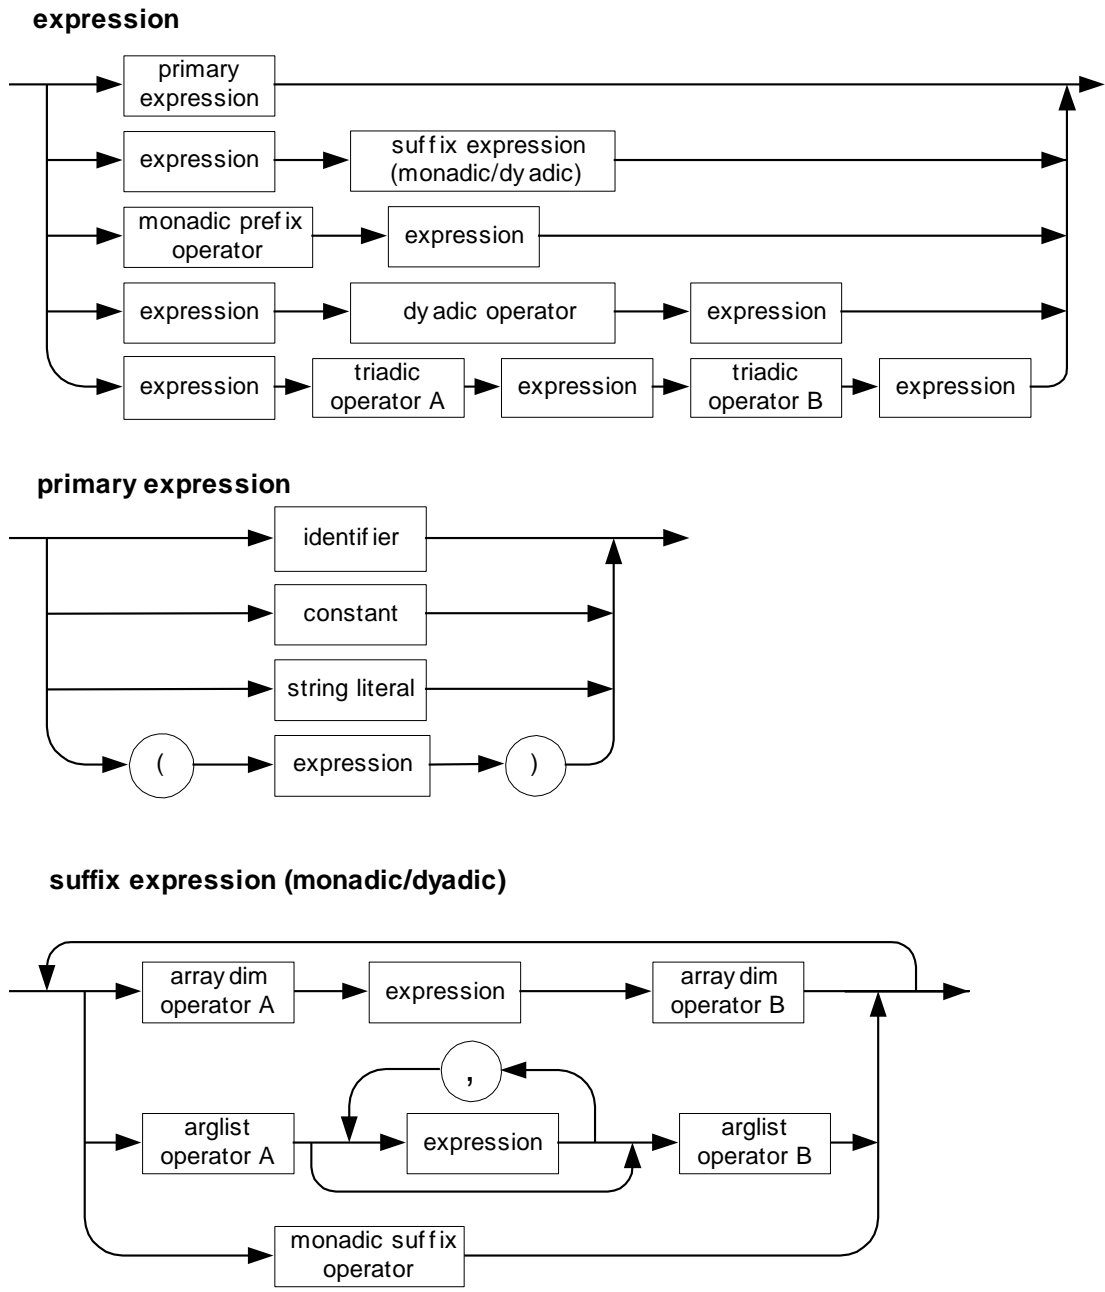 expression
primary
expression
expression
suffix expression
(monadic/dyadic)
monadic prefix
operator
expression
expression
dyadic operator
expression
expression
triadic
operator A
expression
triadic
operator B
expression
primary expression
identifier
constant
string literal
(
expression
)
suffix expression (monadic/dyadic)
array dim
operator A
expression
array dim
operator B
,
arglist
operator A
expression
arglist
operator B
monadic suffix
operator